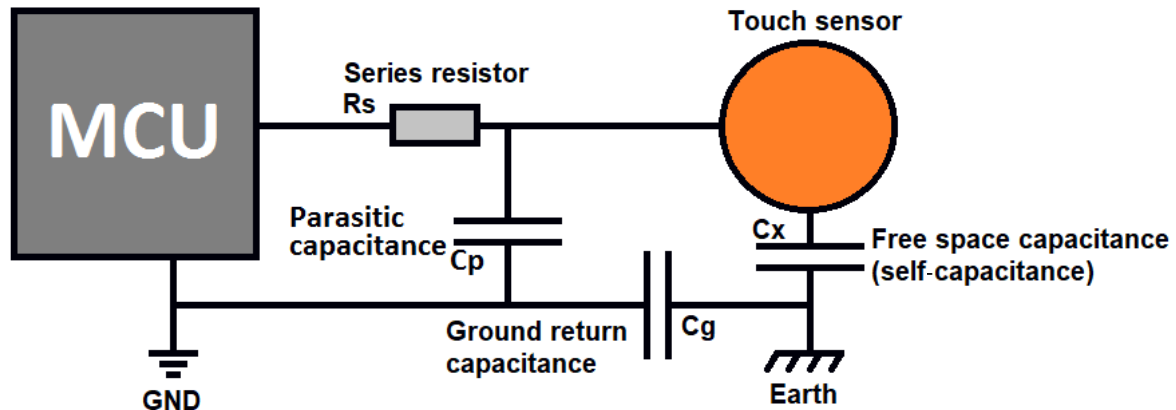 Touch sensor
Series resistor
Rs
MCU
Parasitic
capacitance
Cp
Cx
Free space capacitance
(self-capacitance)
Ground return
capacitance
Cg
GND
Earth